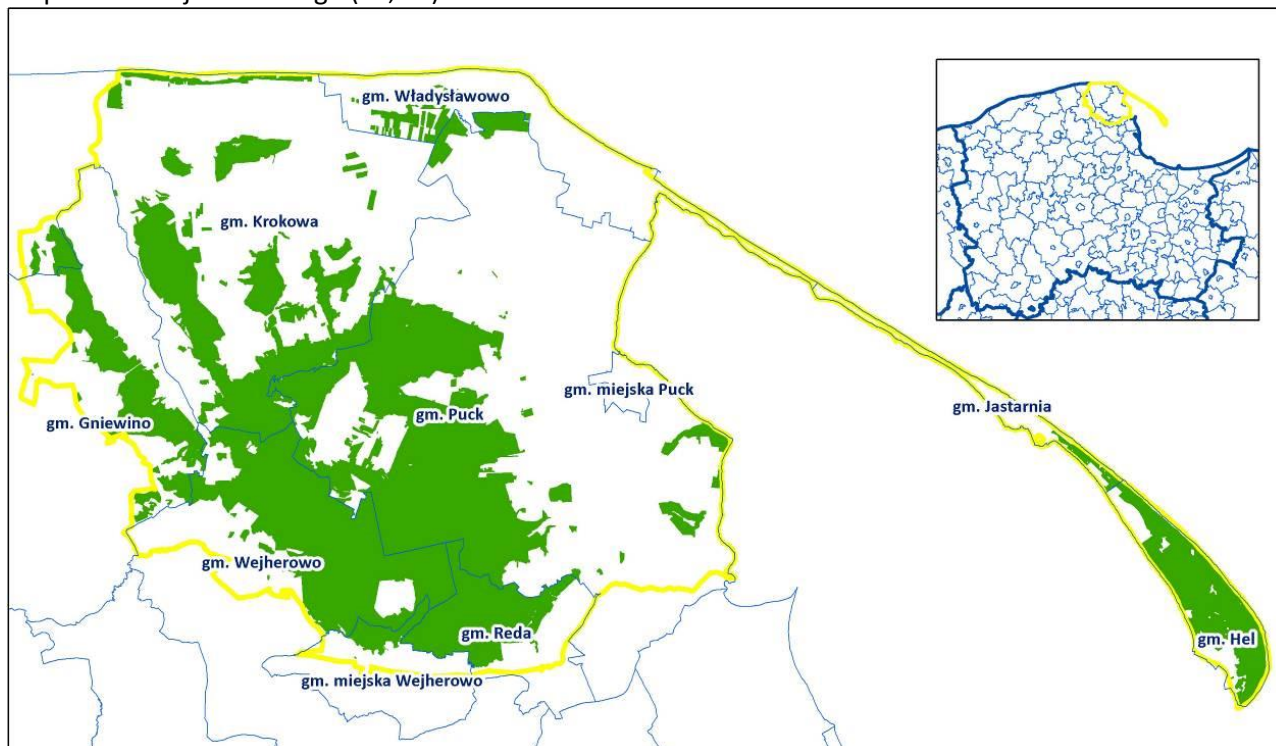 gm. Władysławowo
gm. Krokowa
gm. Gniewino
gm. Puck
gm. miejska Puck
gm. Jastarnia
gm. Wejherowo
gm. Reda
gm. Hel
gm. miejska Wejherowo